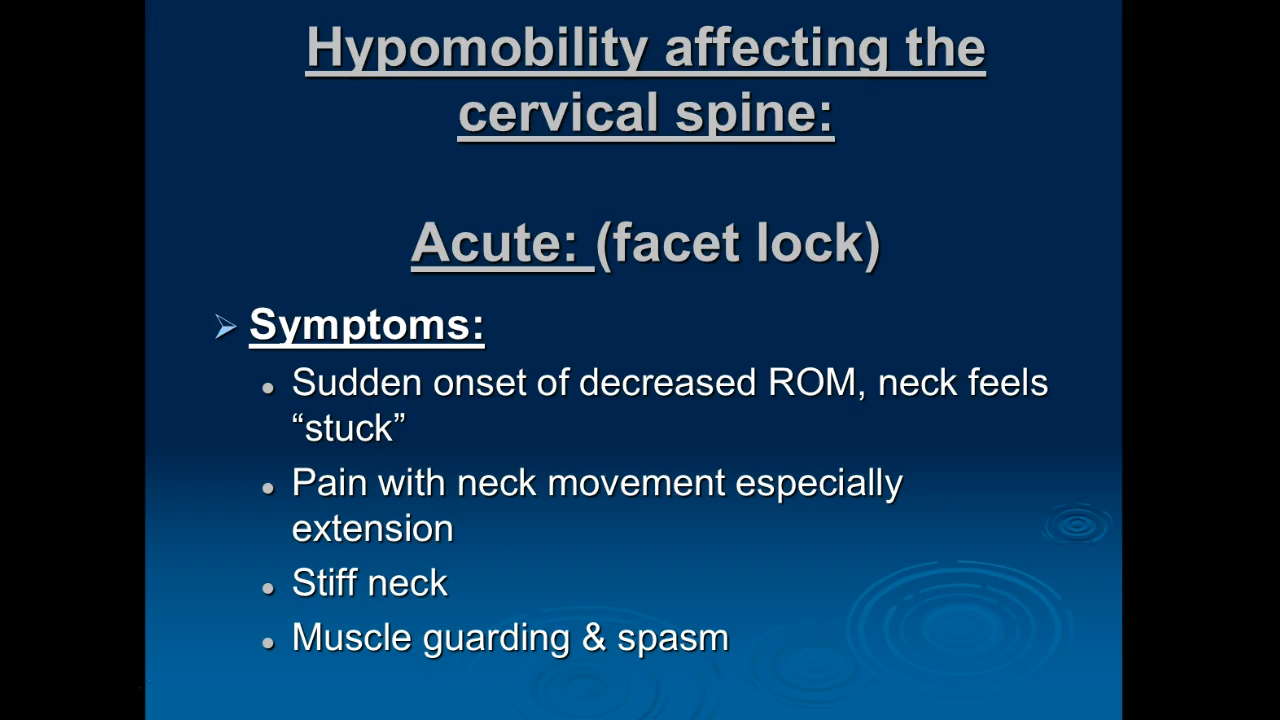 Hypomobility affecting the
cervical spine:
Acute: (facet lock)
Symptoms:
Sudden onset of decreased ROM, neck feels
“stuck”
Pain with neck movement especially
extension
Stiff neck
Muscle guarding & spasm